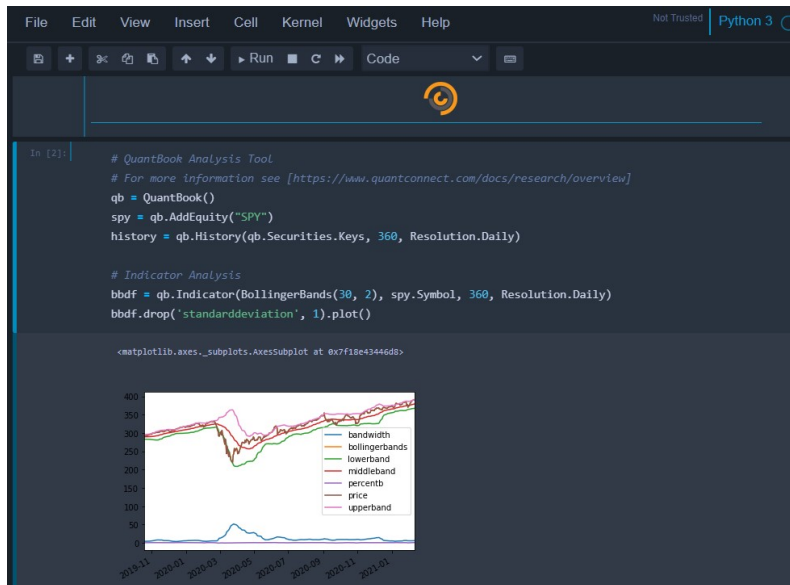 File Edit View Insert Cell Kernel Widgets Help Not Trusted Python 3
Run Code
In [2]:
# QuantBook Analysis Tool
# For more information see [https://www.quantconnect.com/docs/research/overview]
qb = QuantBook()
spy = qb.AddEquity("SPY")
history = qb.History(qb.Securities.Keys, 360, Resolution.Daily)
# Indicator Analysis
bbdf = qb.Indicator(BollingerBands(30, 2), spy.Symbol, 360, Resolution.Daily)
bbdf.drop('standarddeviation', 1).plot()
<matplotlib.axes._subplots.AxesSubplot at 0x7f18e43446d8>
400
350
300
250
200
150
100
50
0
bandwidth
bollingerbands
lowerband
middleband
percentb
price
upperband
2019-11 2020-01 2020-03 2020-05 2020-07 2020-09 2020-11 2021-01